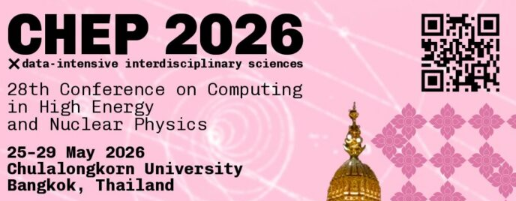 CHEP 2026
×data-intensive interdisciplinary sciences
28th Conference on Computing
in High Energy
and Nuclear Physics
25-29 May 2026
Chulalongkorn University
Bangkok, Thailand